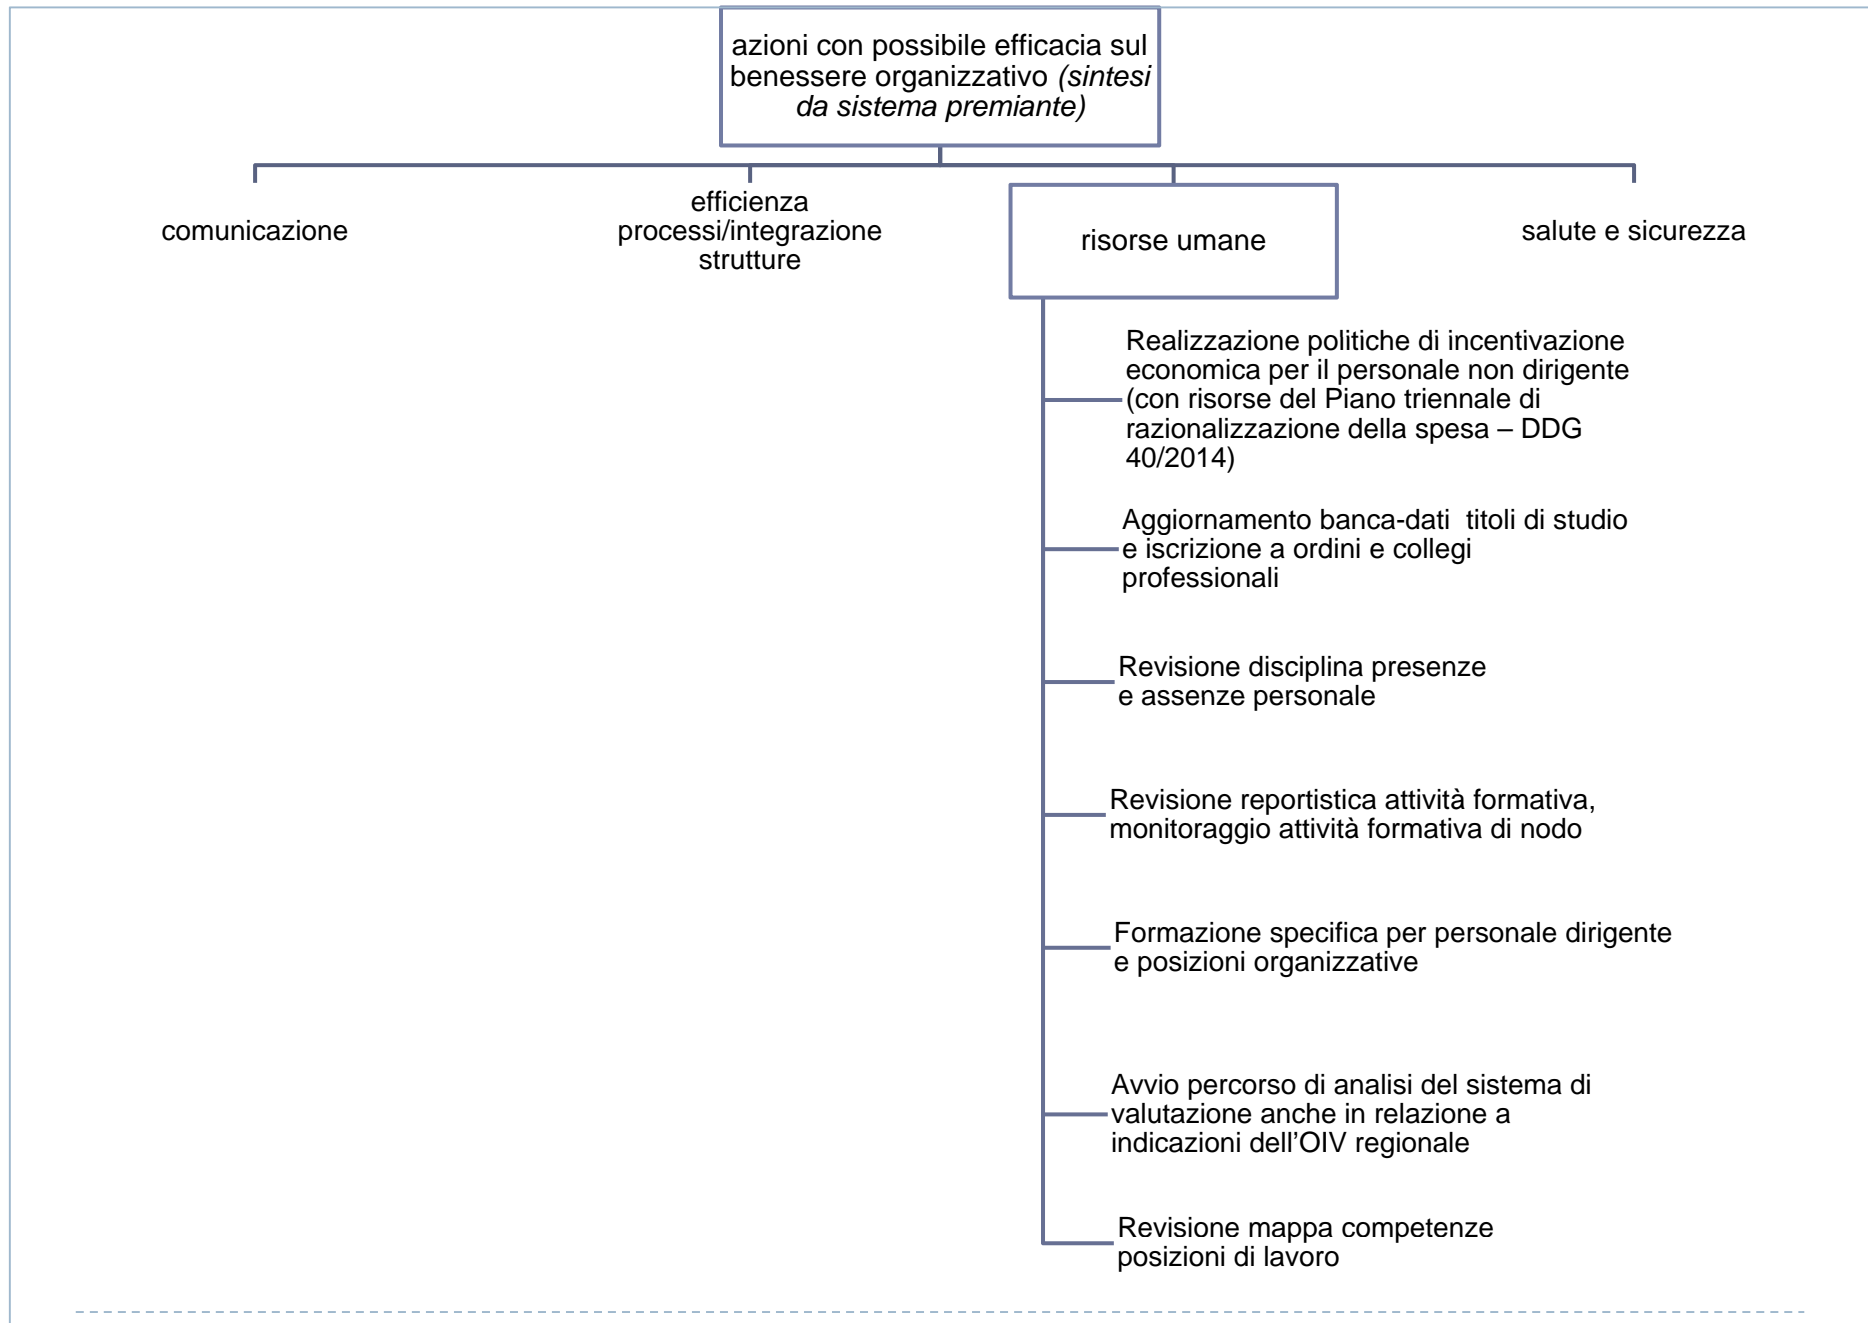 azioni con possibile efficacia sul
benessere organizzativo (sintesi
da sistema premiante)
comunicazione
efficienza
processi/integrazione
strutture
risorse umane
salute e sicurezza
Realizzazione politiche di incentivazione
economica per il personale non dirigente
(con risorse del Piano triennale di
razionalizzazione della spesa – DDG
40/2014)
Aggiornamento banca-dati  titoli di studio
e iscrizione a ordini e collegi
professionali
Revisione disciplina presenze
e assenze personale
Revisione reportistica attività formativa,
monitoraggio attività formativa di nodo
Formazione specifica per personale dirigente
e posizioni organizzative
Avvio percorso di analisi del sistema di
valutazione anche in relazione a
indicazioni dell’OIV regionale
Revisione mappa competenze
posizioni di lavoro